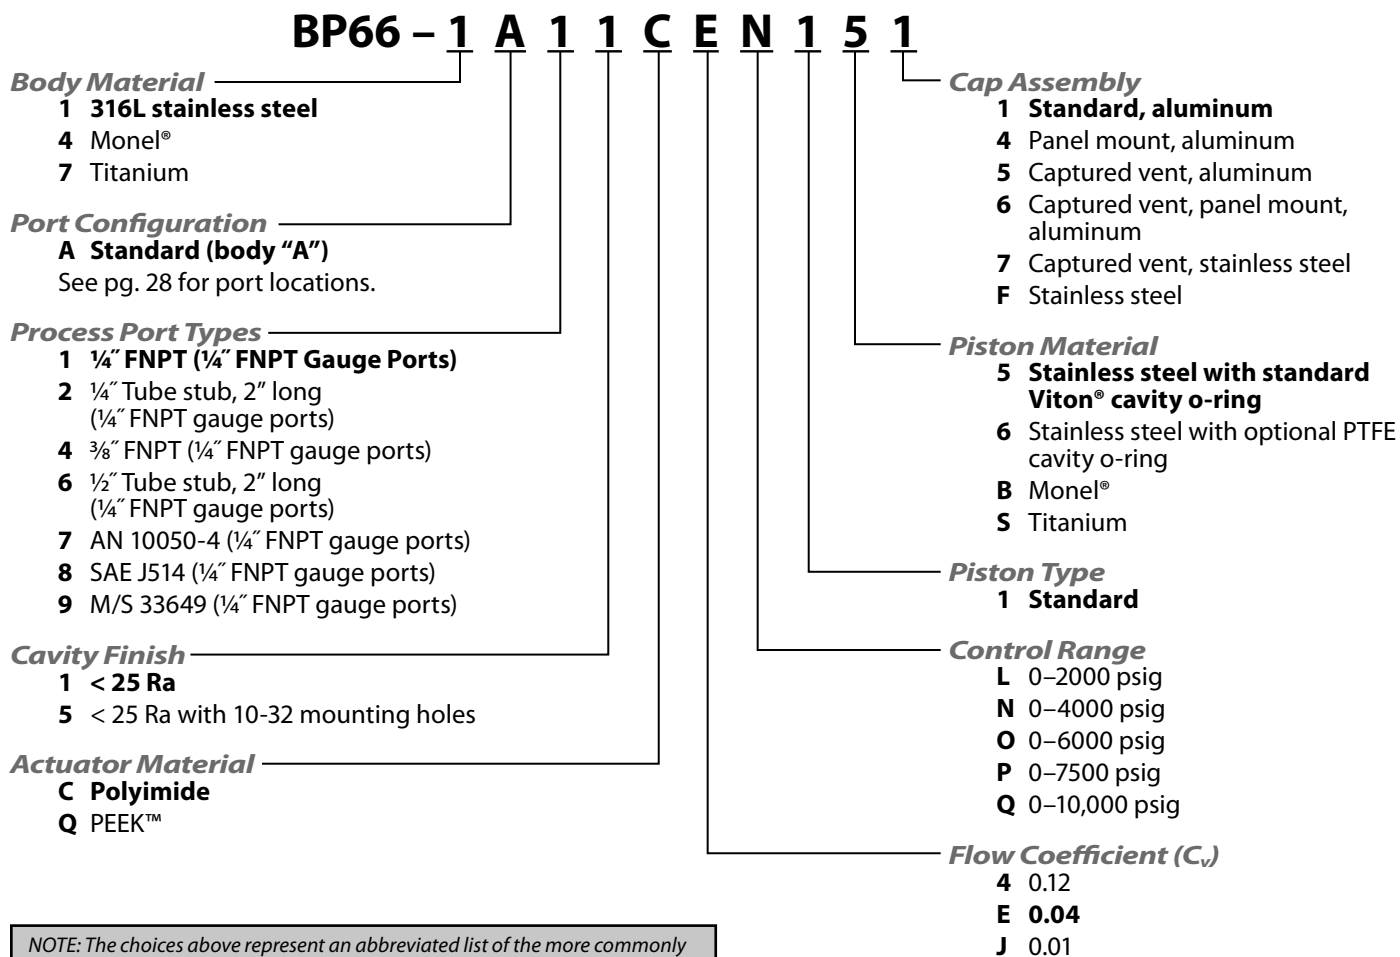 BP66 – 1 A 1 1 C E N 1 5 1
Body Material
1 316L stainless steel
4 Monel®
7 Titanium
Port Configuration
A Standard (body “A”)
See pg. 28 for port locations.
Process Port Types
1 ¼˝ FNPT (¼˝ FNPT Gauge Ports)
2 ¼˝ Tube stub, 2” long
(¼˝ FNPT gauge ports)
4 ⅜˝ FNPT (¼˝ FNPT gauge ports)
6 ½˝ Tube stub, 2” long
(¼˝ FNPT gauge ports)
7 AN 10050-4 (¼˝ FNPT gauge ports)
8 SAE J514 (¼˝ FNPT gauge ports)
9 M/S 33649 (¼˝ FNPT gauge ports)
Cavity Finish
1 < 25 Ra
5 < 25 Ra with 10-32 mounting holes
Actuator Material
C Polyimide
Q PEEK™
NOTE: The choices above represent an abbreviated list of the more commonly
Cap Assembly
1 Standard, aluminum
4 Panel mount, aluminum
5 Captured vent, aluminum
6 Captured vent, panel mount,
aluminum
7 Captured vent, stainless steel
F Stainless steel
Piston Material
5 Stainless steel with standard
Viton® cavity o-ring
6 Stainless steel with optional PTFE
cavity o-ring
B Monel®
S Titanium
Piston Type
1 Standard
Control Range
L 0–2000 psig
N 0–4000 psig
O 0–6000 psig
P 0–7500 psig
Q 0–10,000 psig
Flow Coefficient (Cv)
4 0.12
E 0.04
J 0.01